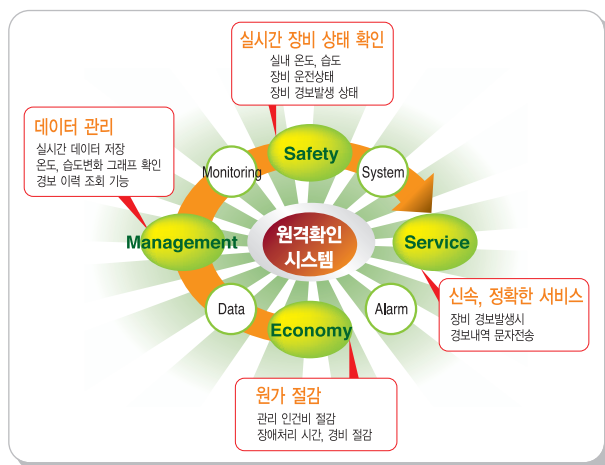 실시간 장비 상태 확인
실내 온도, 습도
장비 운전상태
장비 경보발생 상태
데이터 관리
실시간 데이터 저장
온도, 습도변화 그래프 확인
경보 이력 조회 기능
Safety
Monitoring
System
Management
원격확인
시스템
Service
Data
Economy
Alarm
신속, 정확한 서비스
장비 경보발생시
경보내역 문자전송
원가 절감
관리 인건비 절감
장애처리 시간, 경비 절감